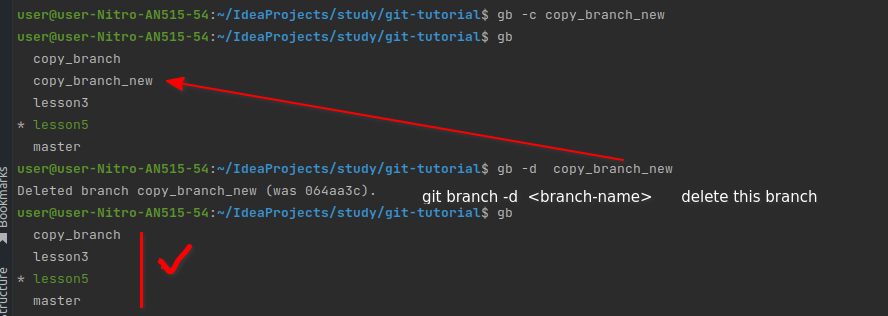 user@user-Nitro-AN515-54:~/IdeaProjects/study/git-tutorial$ gb -c copy_branch_new
user@user-Nitro-AN515-54:~/IdeaProjects/study/git-tutorial$ gb
copy_branch
copy_branch_new
lesson3
* lesson5
master
user@user-Nitro-AN515-54:~/IdeaProjects/study/git-tutorial$ gb -d  copy_branch_new
Deleted branch copy_branch_new (was 064aa3c).
git branch -d  <branch-name>      delete this branch
user@user-Nitro-AN515-54:~/IdeaProjects/study/git-tutorial$ gb
copy_branch
lesson3
* lesson5
master
Bookmarks